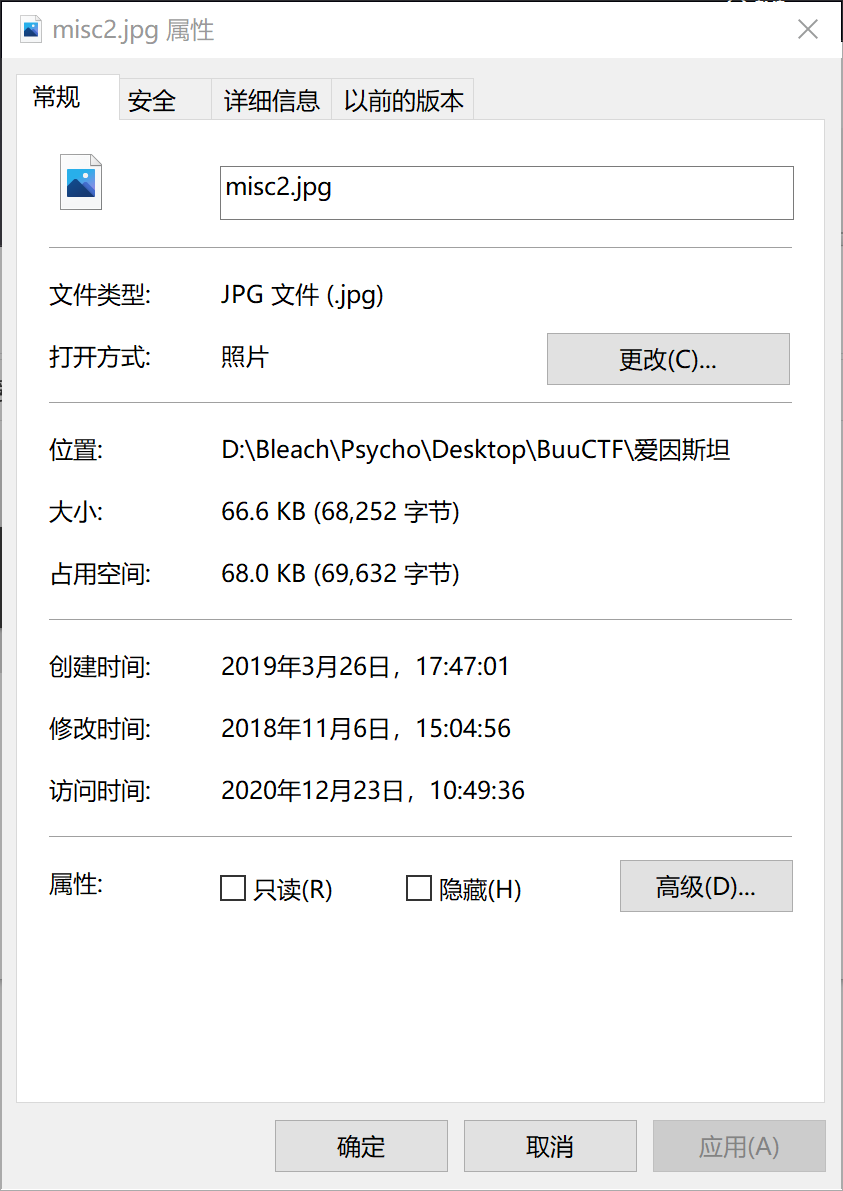 misc2.jpg 属性
常规 安全 详细信息 以前的版本
misc2.jpg
文件类型: JPG 文件 (.jpg)
打开方式: 照片 更改(C)...
位置: D:\Bleach\Psycho\Desktop\BuuCTF\爱因斯坦
大小: 66.6 KB (68,252 字节)
占用空间: 68.0 KB (69,632 字节)
创建时间: 2019年3月26日，17:47:01
修改时间: 2018年11月6日，15:04:56
访问时间: 2020年12月23日，10:49:36
属性: 只读(R) 隐藏(H) 高级(D)...
确定 取消 应用(A)